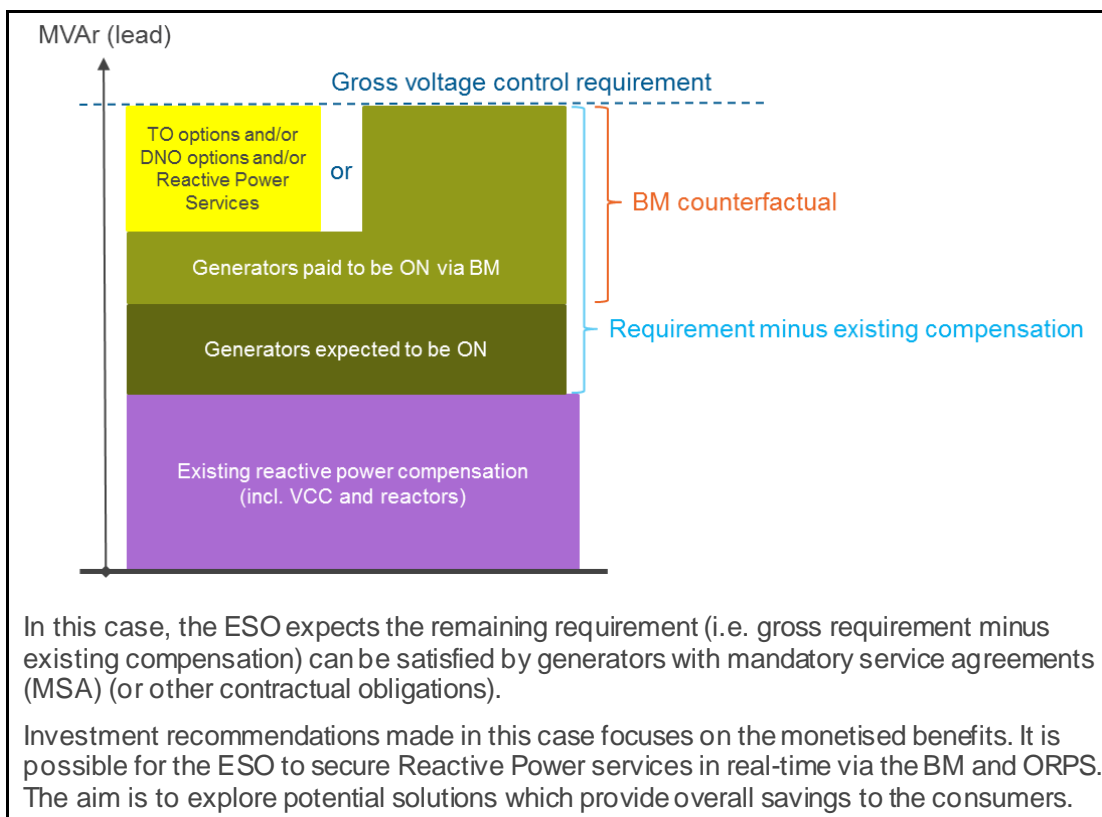 MVAr (lead)
Gross voltage control requirement
TO options and/or
DNO options and/or
Reactive Power
Services
or
BM counterfactual
Generators paid to be ON via BM
Requirement minus existing compensation
Generators expected to be ON
Existing reactive power compensation
(incl. VCC and reactors)
In this case, the ESO expects the remaining requirement (i.e. gross requirement minus
existing compensation) can be satisfied by generators with mandatory service agreements
(MSA) (or other contractual obligations).
Investment recommendations made in this case focuses on the monetised benefits. It is
possible for the ESO to secure Reactive Power services in real-time via the BM and ORPS.
The aim is to explore potential solutions which provide overall savings to the consumers.